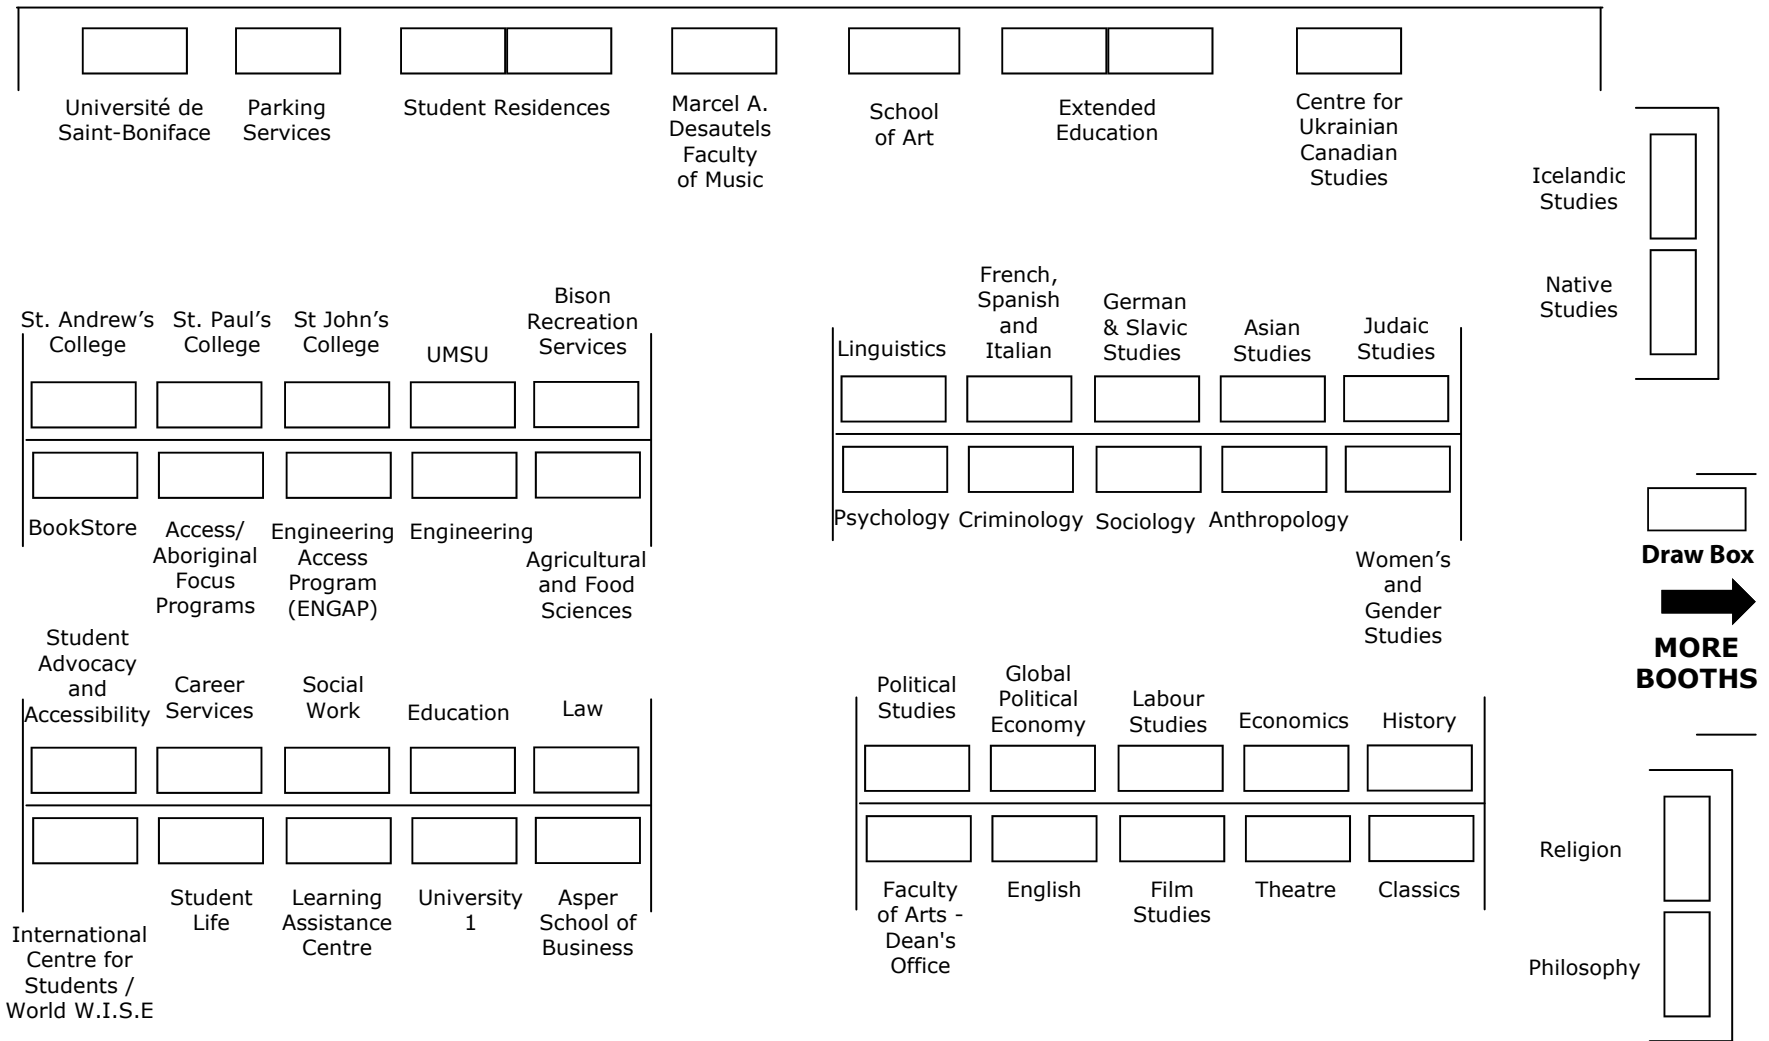 Université de
Saint-Boniface
Parking
Services
Student Residences
Marcel A.
Desautels
Faculty
of Music
School
of Art
Extended
Education
Centre for
Ukrainian
Canadian
Studies
Icelandic
Studies
Native
Studies
St. Andrew’s
College
St. Paul’s
College
St John’s
College
UMSU
Bison
Recreation
Services
Linguistics
French,
Spanish
and
Italian
German
& Slavic
Studies
Asian
Studies
Judaic
Studies
BookStore
Access/
Aboriginal
Focus
Programs
Engineering
Access
Program
(ENGAP)
Engineering
Agricultural
and Food
Sciences
Psychology
Criminology
Sociology
Anthropology
Women’s
and
Gender
Studies
Draw Box
MORE
BOOTHS
Student
Advocacy
and
Accessibility
Career
Services
Social
Work
Education
Law
Political
Studies
Global
Political
Economy
Labour
Studies
Economics
History
International
Centre for
Students /
World W.I.S.E
Student
Life
Learning
Assistance
Centre
University
1
Asper
School of
Business
Faculty
of Arts -
Dean's
Office
English
Film
Studies
Theatre
Classics
Religion
Philosophy